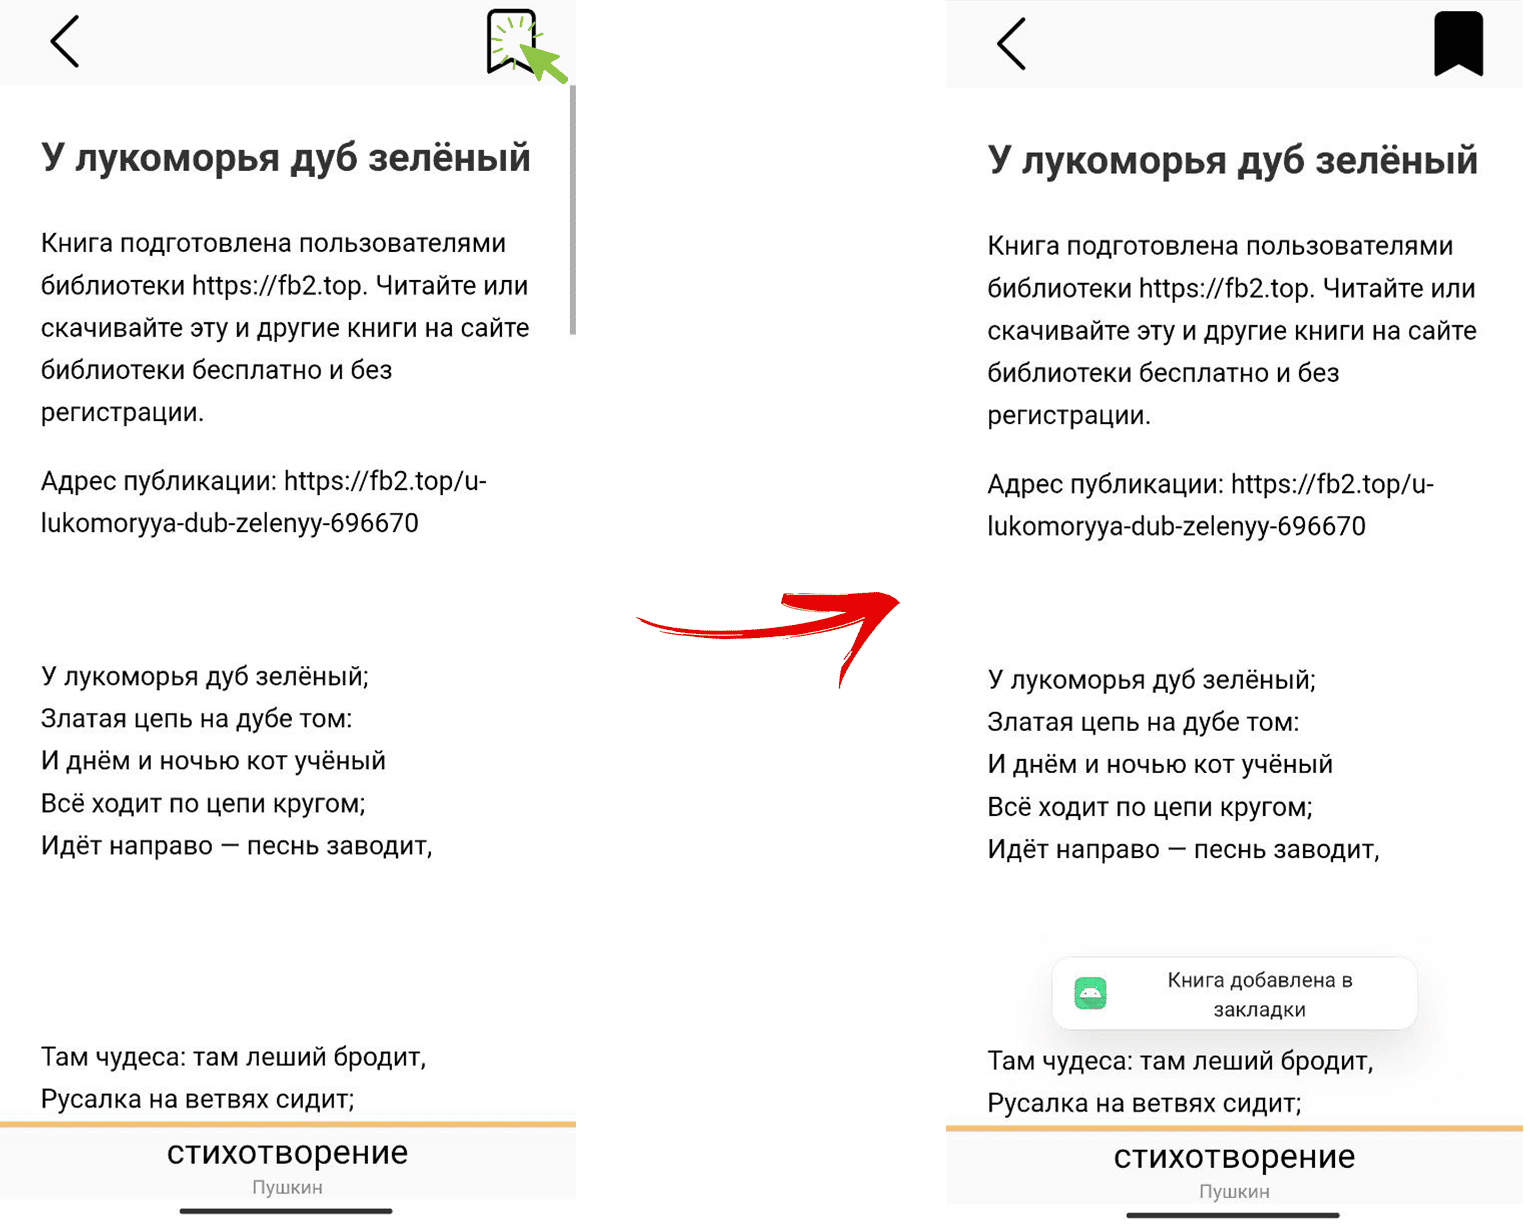 У лукоморья дуб зелёный
Книга подготовлена пользователями
библиотеки https://fb2.top. Читайте или
скачивайте эту и другие книги на сайте
библиотеки бесплатно и без
регистрации.
Адрес публикации: https://fb2.top/u-
lukomoryya-dub-zelenyy-696670
У лукоморья дуб зелёный;
Златая цепь на дубе том:
И днём и ночью кот учёный
Всё ходит по цепи кругом;
Идёт направо — песнь заводит,
Там чудеса: там леший бродит,
Русалка на ветвях сидит;
стихотворение
Пушкин
У лукоморья дуб зелёный
Книга подготовлена пользователями
библиотеки https://fb2.top. Читайте или
скачивайте эту и другие книги на сайте
библиотеки бесплатно и без
регистрации.
Адрес публикации: https://fb2.top/u-
lukomoryya-dub-zelenyy-696670
У лукоморья дуб зелёный;
Златая цепь на дубе том:
И днём и ночью кот учёный
Всё ходит по цепи кругом;
Идёт направо — песнь заводит,
Книга добавлена в
закладки
Там чудеса: там леший бродит,
Русалка на ветвях сидит;
стихотворение
Пушкин